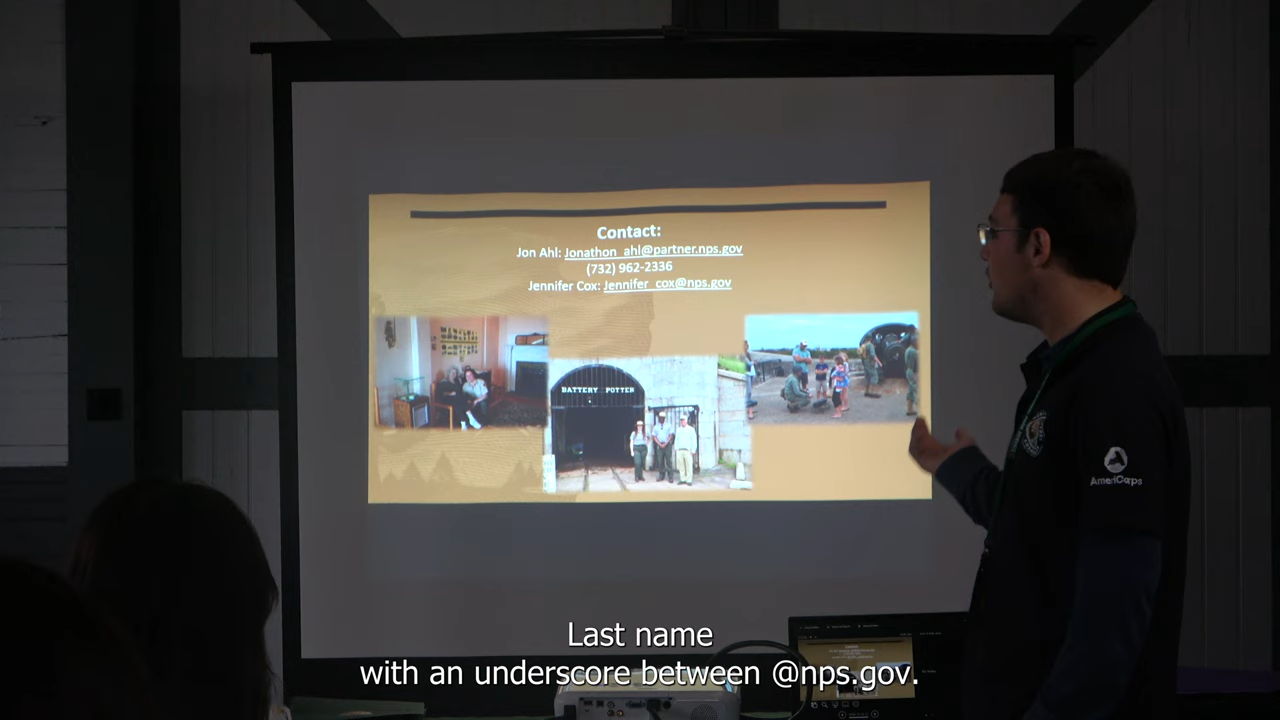 Contact:
Jon Ahl: Jonathon_ahl@partner.nps.gov
(732) 962-2336
Jennifer Cox: Jennifer_cox@nps.gov
BATTERY POTTER
AmeriCorps
Last name
with an underscore between @nps.gov.